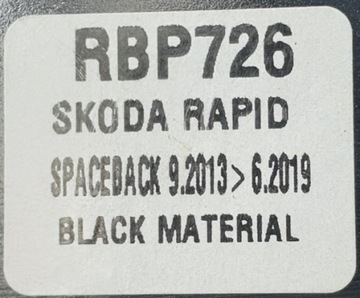 RBP726
SKODA RAPID
SPACEBACK 9.2013>6.2019
BLACK MATERIAL